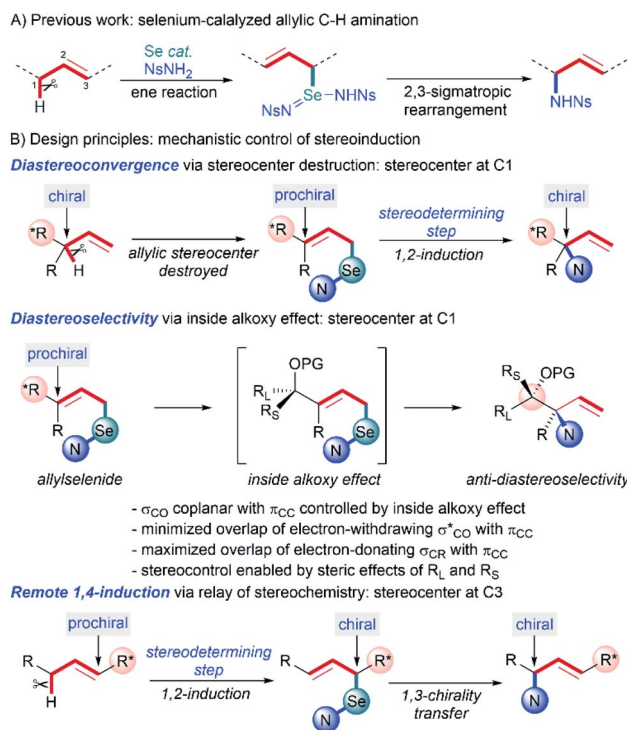 A) Previous work: selenium-calalyzed allylic C-H amination
2
1
3
H
Se cat.
NsNH2
ene reaction
NsN
Se
NHNs
2,3-sigmatropic
rearrangement
NHNs
B) Design principles: mechanistic control of stereoinduction
Diastereoconvergence via stereocenter destruction: stereocenter at C1
chiral
*R
R
H
allylic stereocenter
destroyed
prochiral
*R
R
Se
N
stereodetermining
step
1,2-induction
chiral
*R
R
N
Diastereoselectivity via inside alkoxy effect: stereocenter at C1
prochiral
*R
R
Se
N
allylselenide
OPG
RL
RS
R
Se
N
inside alkoxy effect
RS
OPG
RL
R
N
anti-diastereoselectivity
- σCO coplanar with πCC controlled by inside alkoxy effect
- minimized overlap of electron-withdrawing σ*CO with πCC
- maximized overlap of electron-donating σCR with πCC
- stereocontrol enabled by steric effects of RL and RS
Remote 1,4-induction via relay of stereochemistry: stereocenter at C3
prochiral
R
R*
H
stereodetermining
step
1,2-induction
chiral
R
R*
Se
N
1,3-chirality
transfer
chiral
R
R*
N